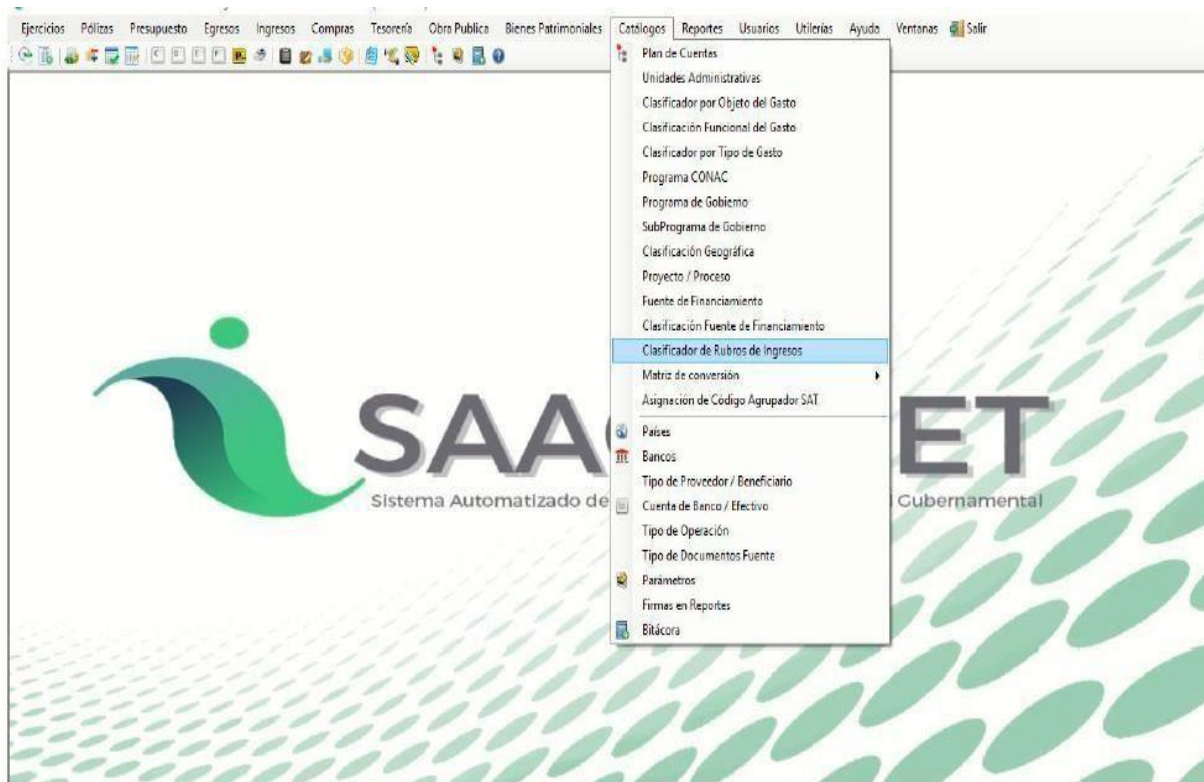 Ejercicios Pólizas Presupuesto Egresos Ingresos Compras Tesorería Obra Publica Bienes Patrimoniales Catálogos Reportes Usuarios Utilerías Ayuda Ventanas Salir
Plan de Cuentas
Unidades Administrativas
Clasificador por Objeto del Gasto
Clasificación Funcional del Gasto
Clasificador por Tipo de Gasto
Programa CONAC
Programa de Gobierno
SubPrograma de Gobierno
Clasificación Geográfica
Proyecto / Proceso
Fuente de Financiamiento
Clasificación Fuente de Financiamiento
Clasificador de Rubros de Ingresos
Matriz de conversión
Asignación de Código Agrupador SAT
Países
Bancos
Tipo de Proveedor / Beneficiario
Cuenta de Banco / Efectivo
Tipo de Operación
Tipo de Documentos Fuente
Parámetros
Firmas en Reportes
Bitácora
SAA ET
Sistema Automatizado de l Gubernamental